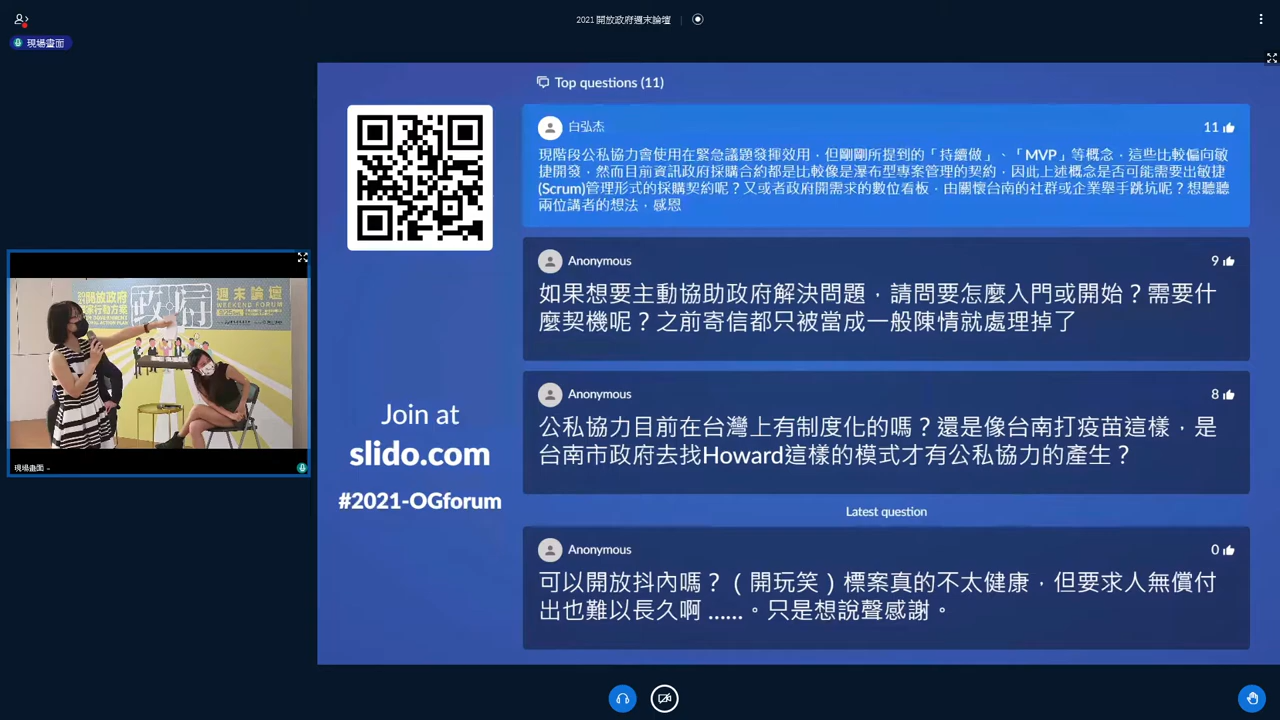 2021 開放政府週末論壇
現場畫面
Top questions (11)
白弘杰
11
現階段公私協力會使用在緊急議題發揮效用，但剛剛所提到的「持續做」、「MVP」等概念，這些比較偏向敏
捷開發，然而目前資訊政府採購合約都是比較像是瀑布型專案管理的契約，因此上述概念是否可能需要出敏捷
(Scrum)管理形式的採購契約呢？又或者政府開需求的數位看板，由關懷台南的社群或企業舉手跳坑呢？想聽聽
兩位講者的想法，感恩
Anonymous
9
如果想要主動協助政府解決問題，請問要怎麼入門或開始？需要什
麼契機呢？之前寄信都只被當成一般陳情就處理掉了
Anonymous
8
公私協力目前在台灣上有制度化的嗎？還是像台南打疫苗這樣，是
台南市政府去找Howard這樣的模式才有公私協力的產生？
Latest question
Anonymous
0
可以開放抖內嗎？（開玩笑）標案真的不太健康，但要求人無償付
出也難以長久啊 ......。只是想說聲感謝。
Join at
slido.com
#2021-OGforum
開放政府
週末論壇
WEEKEND FORUM
現場畫面